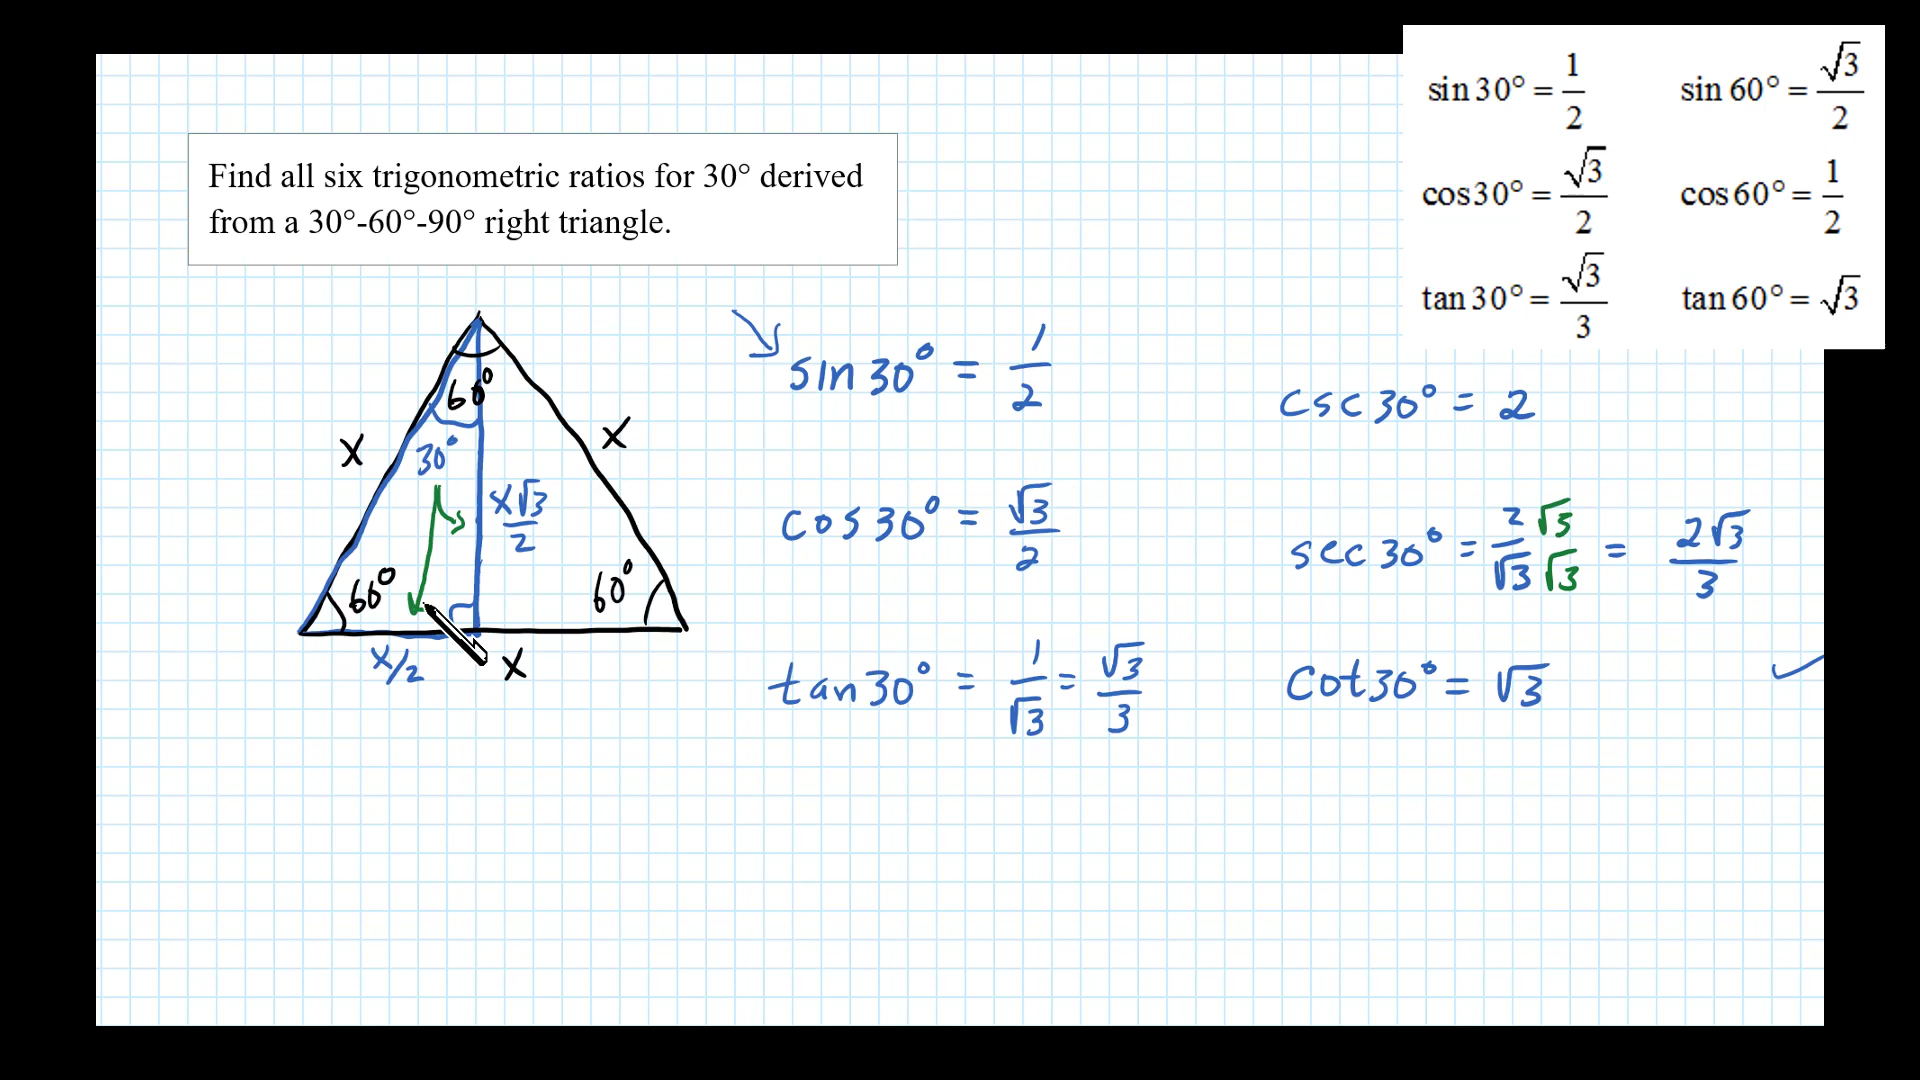 sin 30° = 1/2
sin 60° = √3/2
cos 30° = √3/2
cos 60° = 1/2
tan 30° = √3/3
tan 60° = √3
Find all six trigonometric ratios for 30° derived
from a 30°-60°-90° right triangle.
60°
30°
x
x
x√3/2
60°
60°
x/2
x
sin 30° = 1/2
csc 30° = 2
cos 30° = √3/2
sec 30° = 2/√3 √3/√3 = 2√3/3
tan 30° = 1/√3 = √3/3
cot 30° = √3